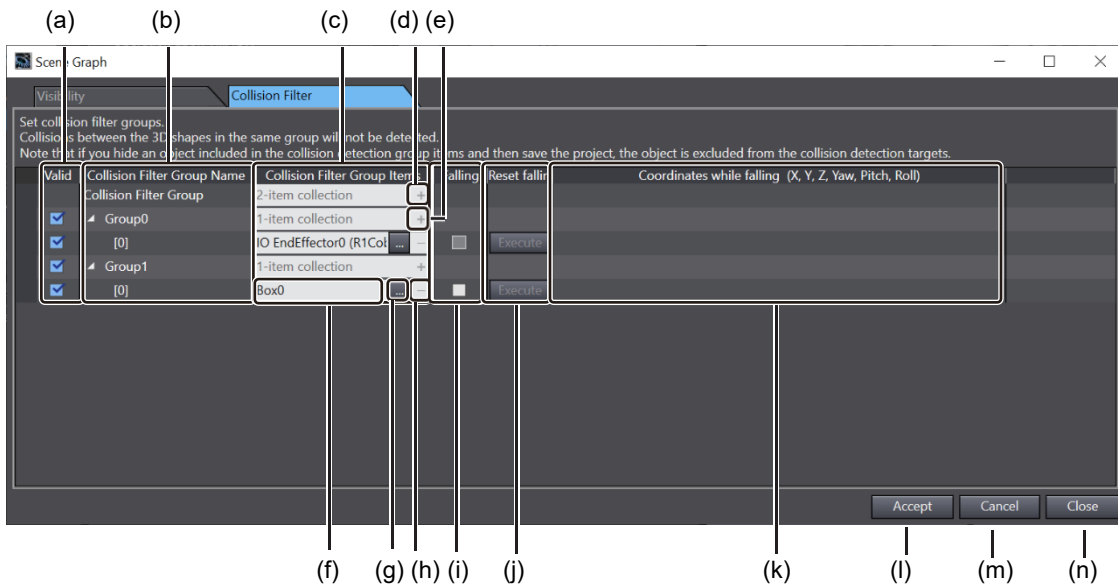 (a) (b) (c) (d) (e)
Scene Graph
Visibility Collision Filter
Set collision filter groups.
Collisions between the 3D shapes in the same group will not be detected.
Note that if you hide an object included in the collision detection group items and then save the project, the object is excluded from the collision detection targets.
Valid Collision Filter Group Name Collision Filter Group Items Falling Reset fallin Coordinates while falling (X, Y, Z, Yaw, Pitch, Roll)
Collision Filter Group 2-item collection +
Group0 1-item collection +
[0] IO EndEffector0 (R1Col ... − Execute
Group1 1-item collection +
[0] Box0 ... − Execute
Accept Cancel Close
(f) (g) (h) (i) (j) (k) (l) (m) (n)